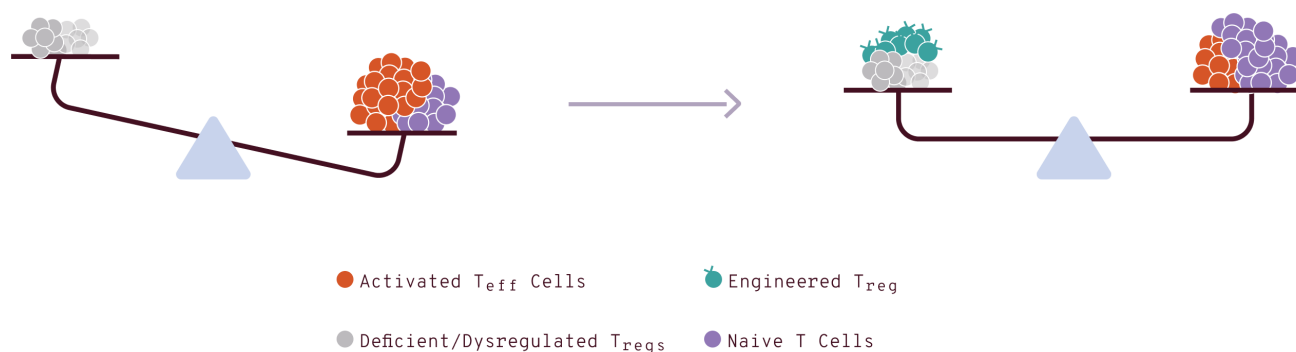 Activated Teff Cells
Engineered Treg
Deficient/Dysregulated Tregs
Naive T Cells